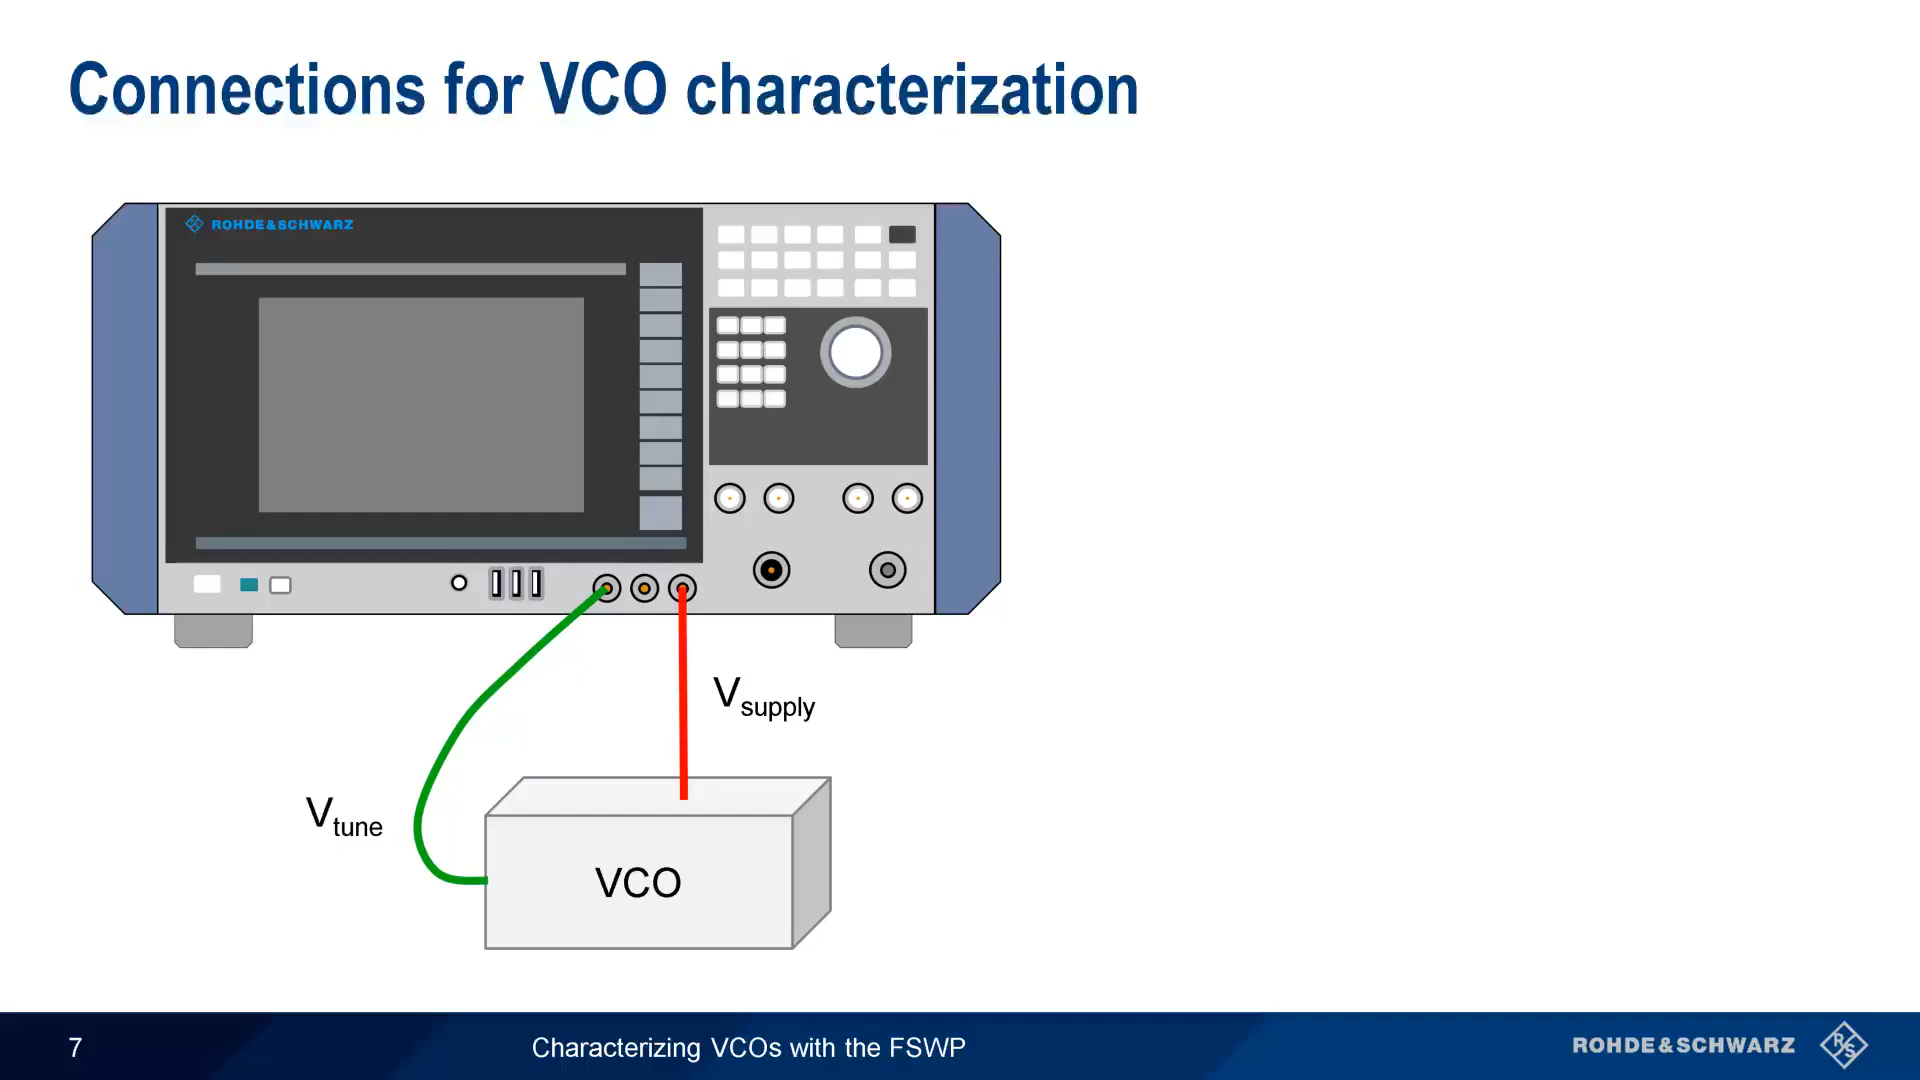 Connections for VCO characterization
ROHDE&SCHWARZ
Vsupply
Vtune
VCO
7
Characterizing VCOs with the FSWP
ROHDE&SCHWARZ
R&S